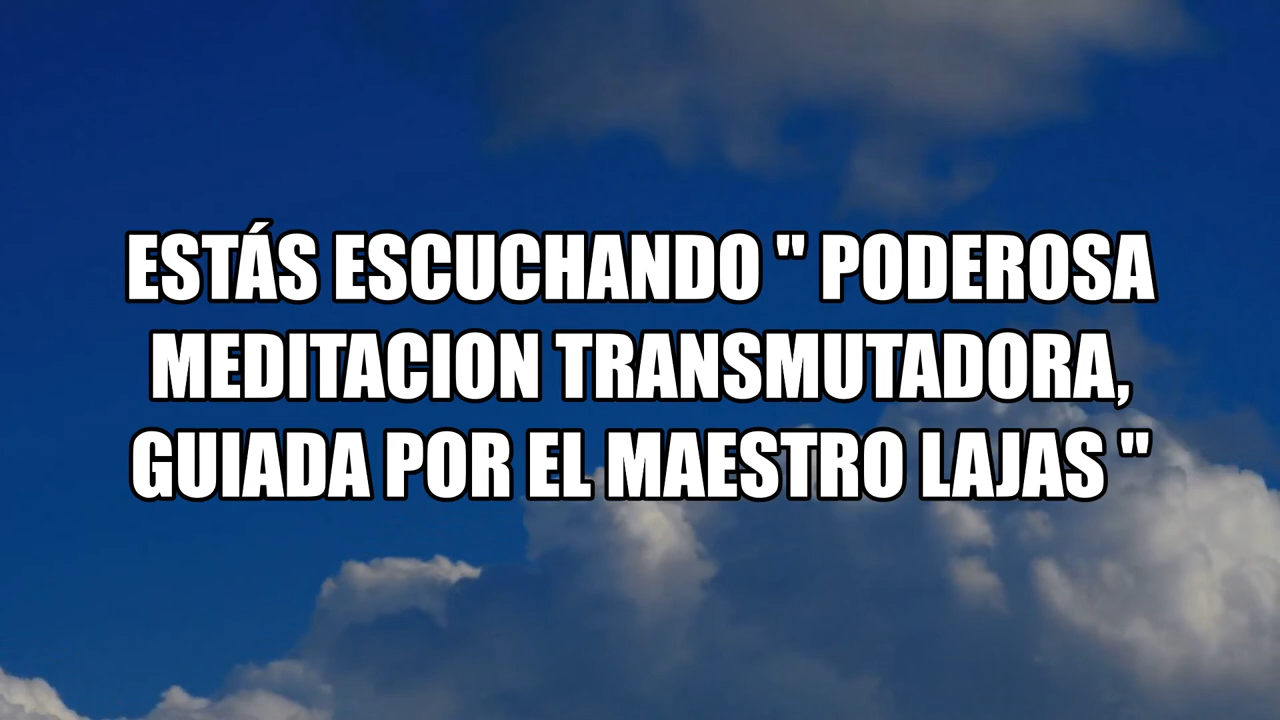 ESTÁS ESCUCHANDO " PODEROSA
MEDITACION TRANSMUTADORA,
GUIADA POR EL MAESTRO LAJAS "